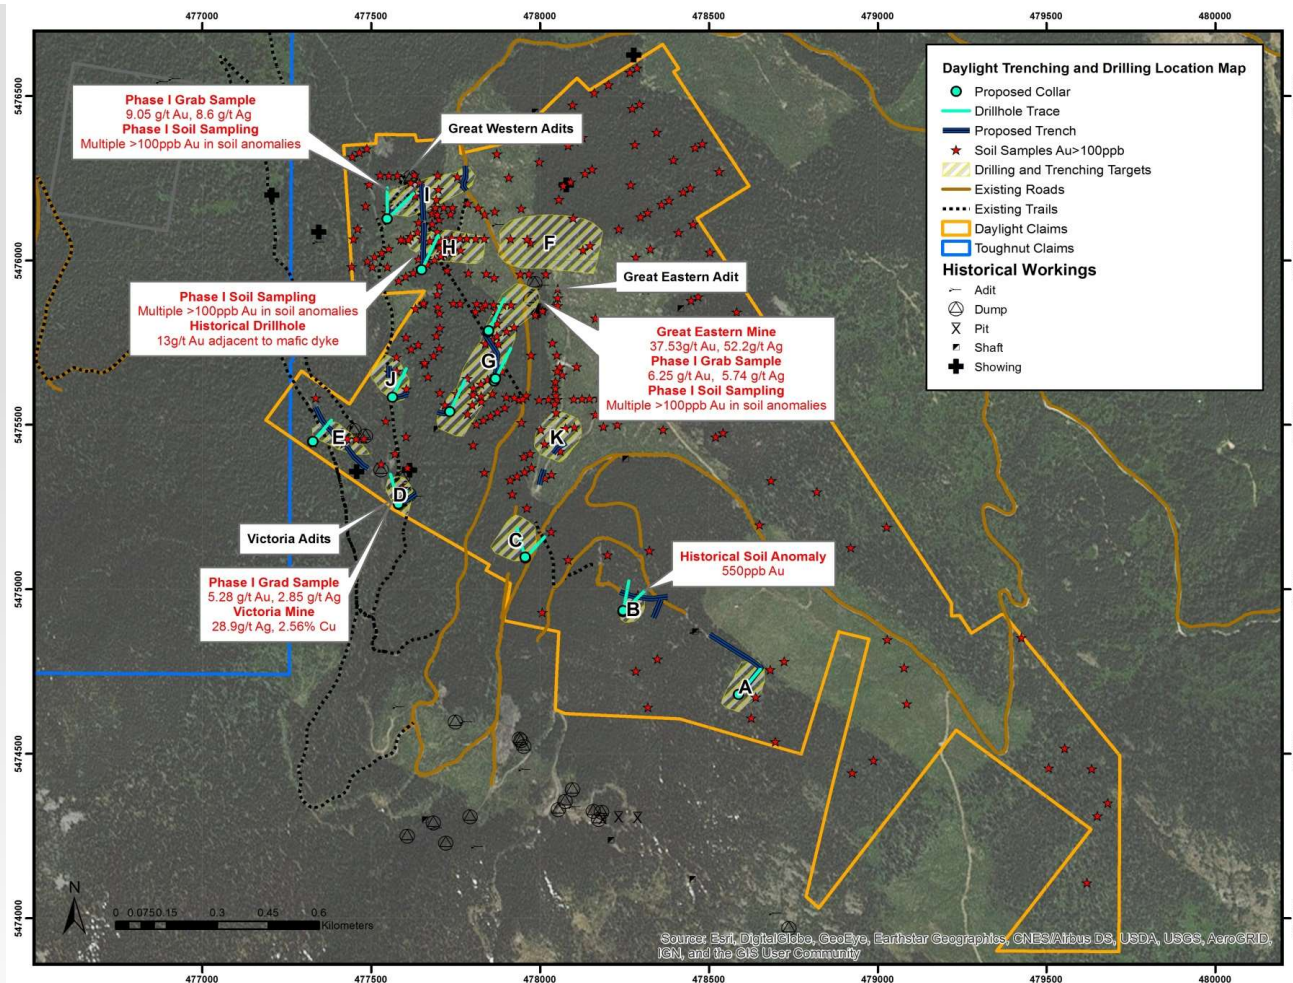 477000
477500
478000
478500
479000
479500
480000
5476500
5476000
5475500
5475000
5474500
5474000
Phase I Grab Sample
9.05 g/t Au, 8.6 g/t Ag
Phase I Soil Sampling
Multiple >100ppb Au in soil anomalies
Great Western Adits
Daylight Trenching and Drilling Location Map
Proposed Collar
Drillhole Trace
Proposed Trench
Soil Samples Au>100ppb
Drilling and Trenching Targets
Existing Roads
Existing Trails
Daylight Claims
Toughnut Claims
Historical Workings
Adit
Dump
Pit
Shaft
Showing
I
H
F
Great Eastern Adit
Phase I Soil Sampling
Multiple >100ppb Au in soil anomalies
Historical Drillhole
13g/t Au adjacent to mafic dyke
Great Eastern Mine
37.53g/t Au, 52.2g/t Ag
Phase I Grab Sample
6.25 g/t Au, 5.74 g/t Ag
Phase I Soil Sampling
Multiple >100ppb Au in soil anomalies
G
J
E
K
D
Victoria Adits
C
Historical Soil Anomaly
550ppb Au
Phase I Grad Sample
5.28 g/t Au, 2.85 g/t Ag
Victoria Mine
28.9g/t Ag, 2.56% Cu
B
A
N
0 0.0750.15 0.3 0.45 0.6
Kilometers
Source: Esri, DigitalGlobe, GeoEye, Earthstar Geographics, CNES/Airbus DS, USDA, USGS, AeroGRID,
IGN, and the GIS User Community
477000
477500
478000
478500
479000
479500
480000